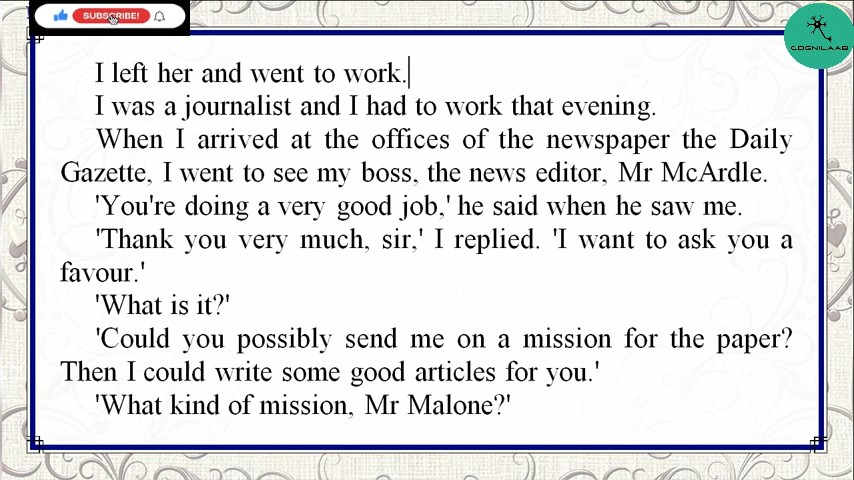 SUBSCRIBE!
COGNILAAB
I left her and went to work.
I was a journalist and I had to work that evening.
When I arrived at the offices of the newspaper the Daily
Gazette, I went to see my boss, the news editor, Mr McArdle.
'You're doing a very good job,' he said when he saw me.
'Thank you very much, sir,' I replied. 'I want to ask you a
favour.'
'What is it?'
'Could you possibly send me on a mission for the paper?
Then I could write some good articles for you.'
'What kind of mission, Mr Malone?'